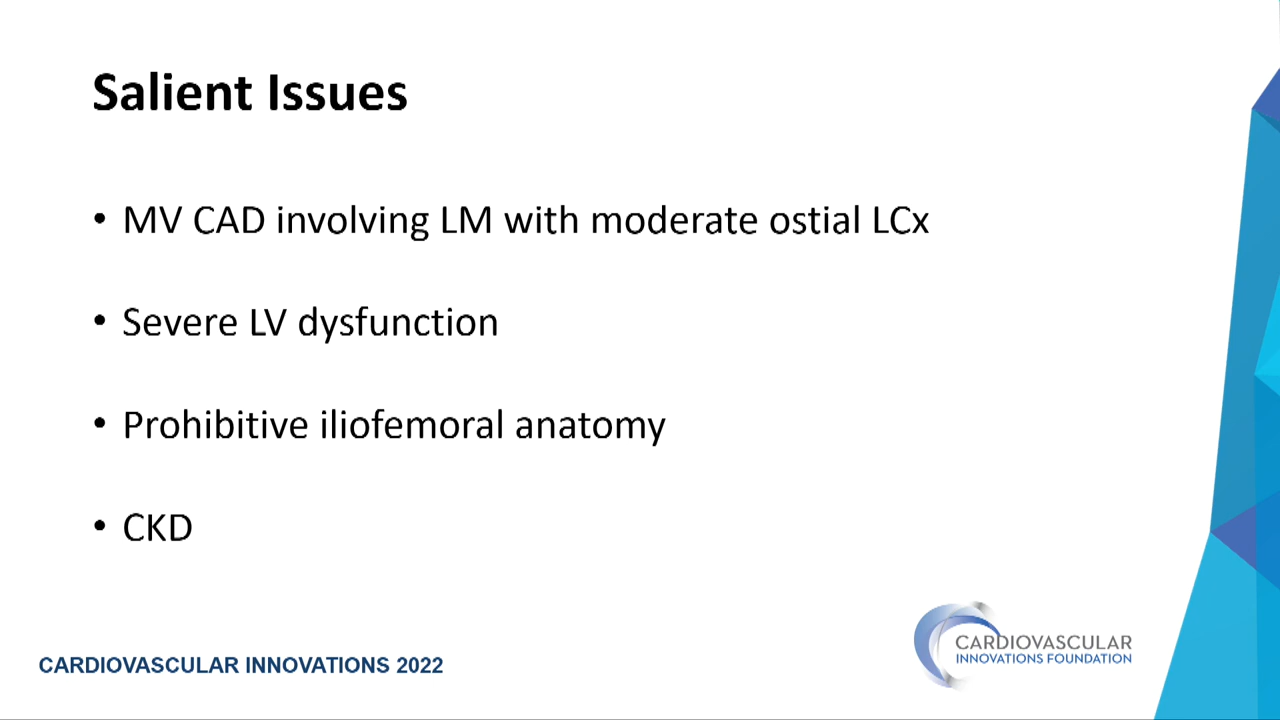 Salient Issues
• MV CAD involving LM with moderate ostial LCx
• Severe LV dysfunction
• Prohibitive iliofemoral anatomy
• CKD
CARDIOVASCULAR INNOVATIONS 2022
CARDIOVASCULAR
INNOVATIONS FOUNDATION